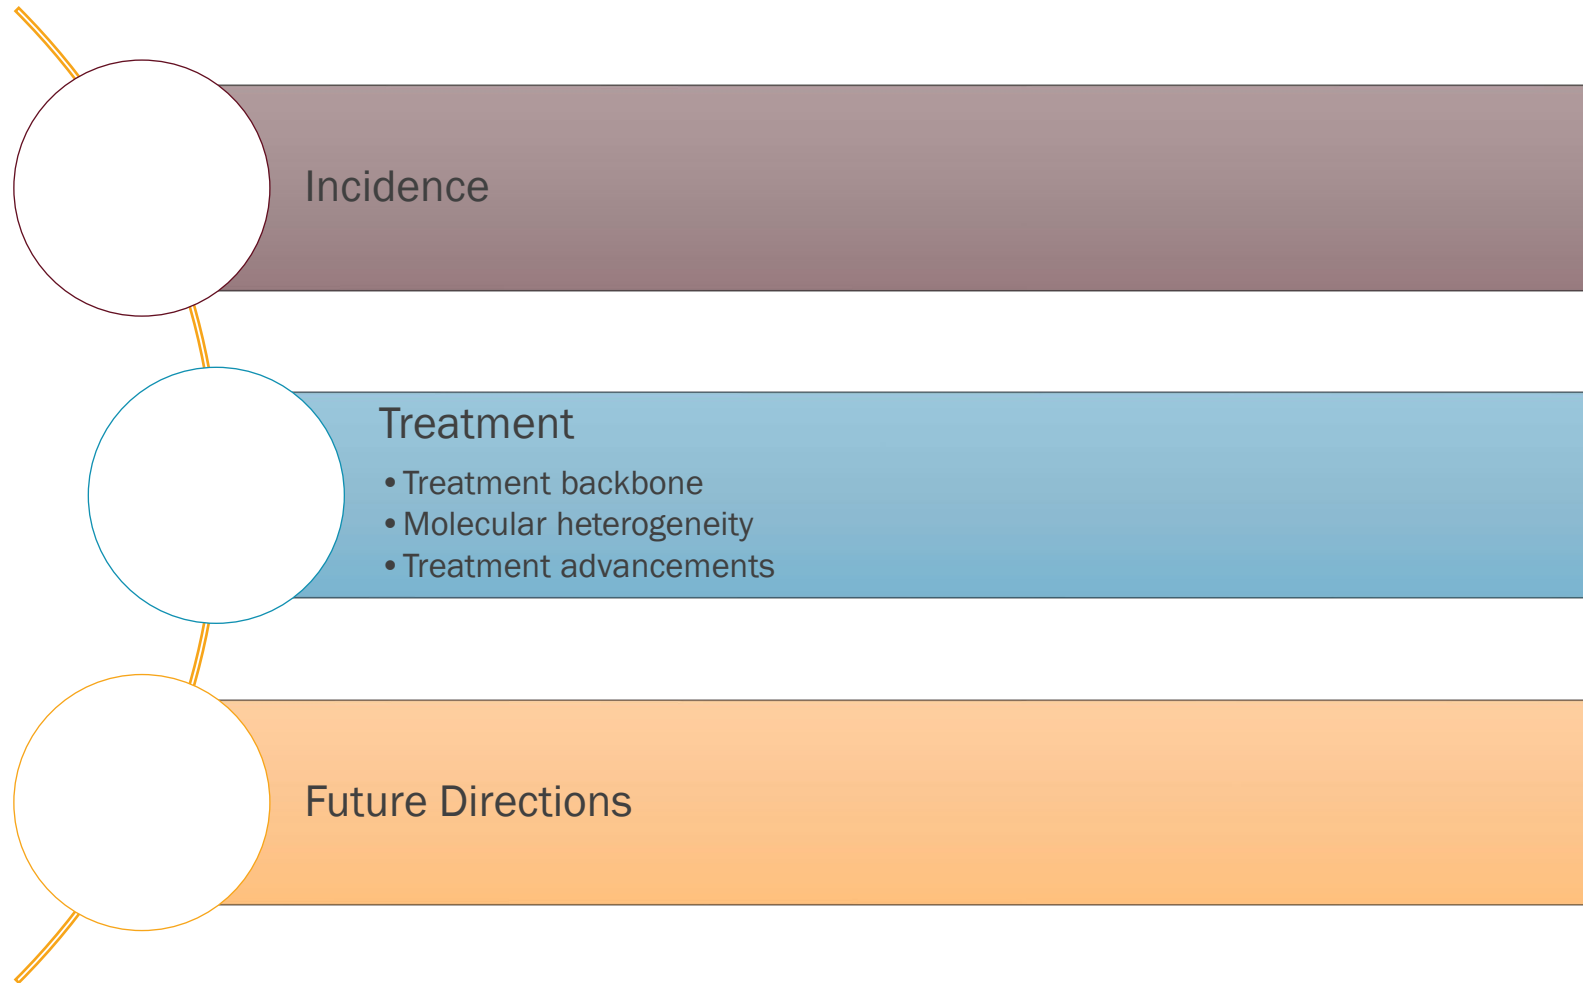 Incidence
Treatment
•Treatment backbone
•Molecular heterogeneity
•Treatment advancements
Future Directions